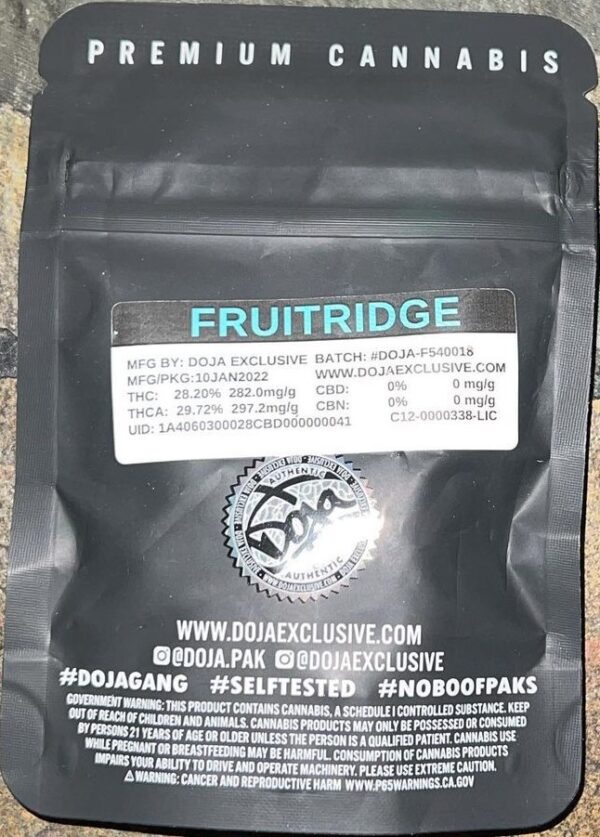 PREMIUM CANNABIS
FRUITRIDGE
MFG BY: DOJA EXCLUSIVE BATCH: #DOJA-F540018
MFG/PKG:10JAN2022 WWW.DOJAEXCLUSIVE.COM
THC: 28.20% 282.0mg/g CBD: 0% 0 mg/g
THCA: 29.72% 297.2mg/g CBN: 0% 0 mg/g
UID: 1A4060300028CBD000000041 C12-0000338-LIC
AUTHENTIC
Doja
AUTHENTIC
WWW.DOJAEXCLUSIVE.COM
@DOJA.PAK @DOJAEXCLUSIVE
#DOJAGANG #SELFTESTED #NOBOOFPAKS
GOVERNMENT WARNING: THIS PRODUCT CONTAINS CANNABIS, A SCHEDULE I CONTROLLED SUBSTANCE. KEEP
OUT OF REACH OF CHILDREN AND ANIMALS. CANNABIS PRODUCTS MAY ONLY BE POSSESSED OR CONSUMED
BY PERSONS 21 YEARS OF AGE OR OLDER UNLESS THE PERSON IS A QUALIFIED PATIENT. CANNABIS USE
WHILE PREGNANT OR BREASTFEEDING MAY BE HARMFUL. CONSUMPTION OF CANNABIS PRODUCTS
IMPAIRS YOUR ABILITY TO DRIVE AND OPERATE MACHINERY. PLEASE USE EXTREME CAUTION.
⚠WARNING: CANCER AND REPRODUCTIVE HARM WWW.P65WARNINGS.CA.GOV